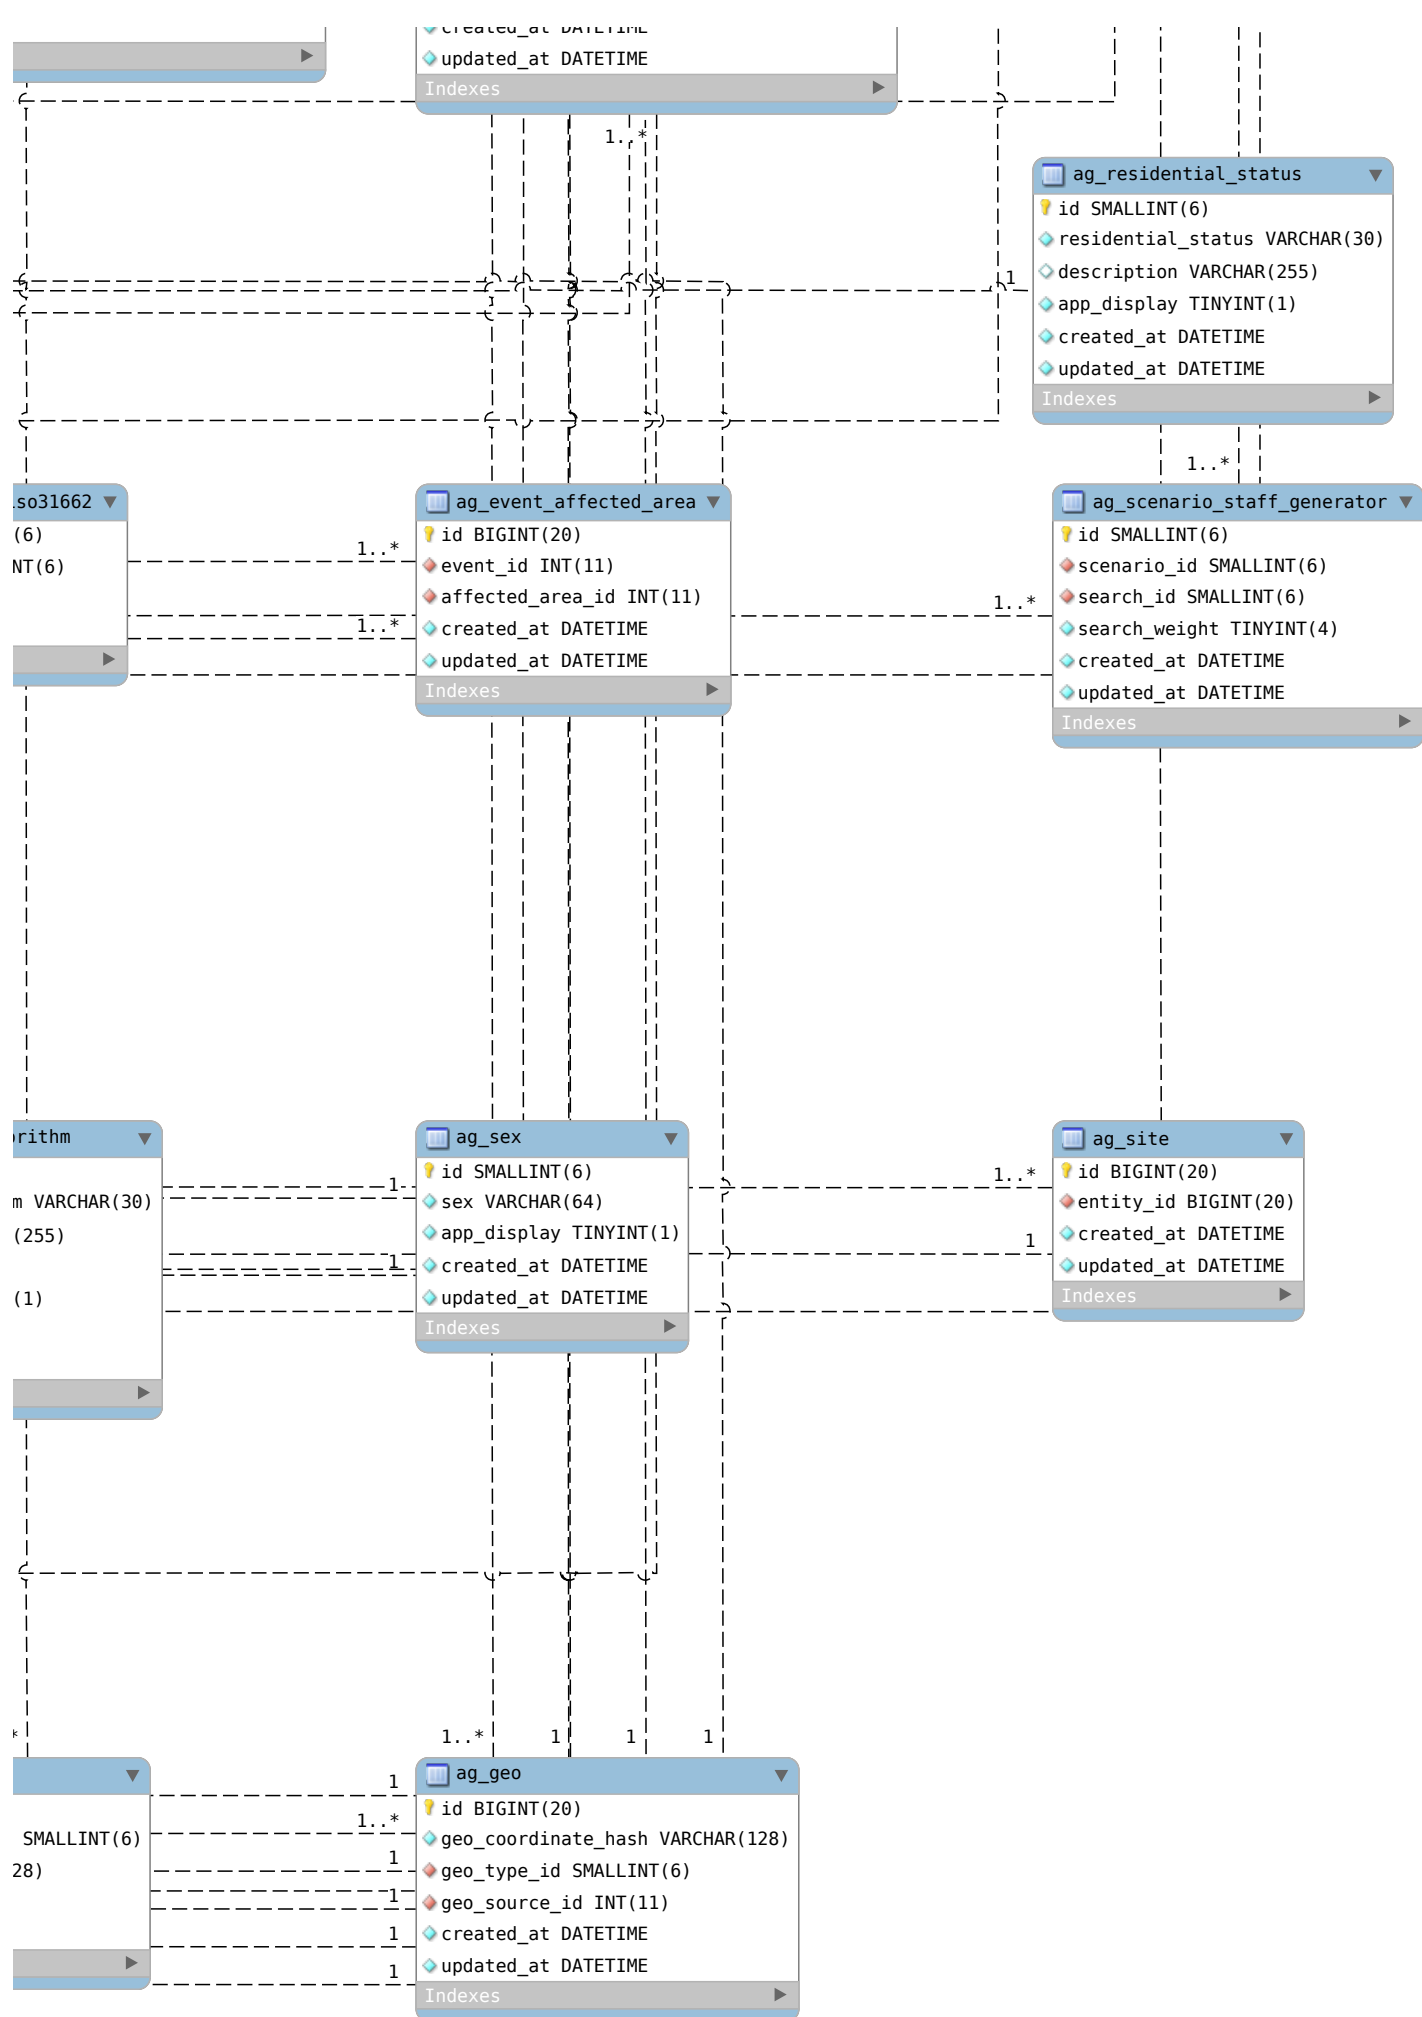 created_at DATETIME
updated_at DATETIME
Indexes
1..*
ag_residential_status
id SMALLINT(6)
residential_status VARCHAR(30)
description VARCHAR(255)
app_display TINYINT(1)
created_at DATETIME
updated_at DATETIME
Indexes
1
1..*
so31662
(6)
NT(6)
1..*
1..*
ag_event_affected_area
id BIGINT(20)
event_id INT(11)
affected_area_id INT(11)
created_at DATETIME
updated_at DATETIME
Indexes
1..*
ag_scenario_staff_generator
id SMALLINT(6)
scenario_id SMALLINT(6)
search_id SMALLINT(6)
search_weight TINYINT(4)
created_at DATETIME
updated_at DATETIME
Indexes
rithm
m VARCHAR(30)
(255)
(1)
1
1
ag_sex
id SMALLINT(6)
sex VARCHAR(64)
app_display TINYINT(1)
created_at DATETIME
updated_at DATETIME
Indexes
1..*
1
ag_site
id BIGINT(20)
entity_id BIGINT(20)
created_at DATETIME
updated_at DATETIME
Indexes
*
1..*
1
1
1
SMALLINT(6)
28)
1
1..*
1
1
1
1
ag_geo
id BIGINT(20)
geo_coordinate_hash VARCHAR(128)
geo_type_id SMALLINT(6)
geo_source_id INT(11)
created_at DATETIME
updated_at DATETIME
Indexes